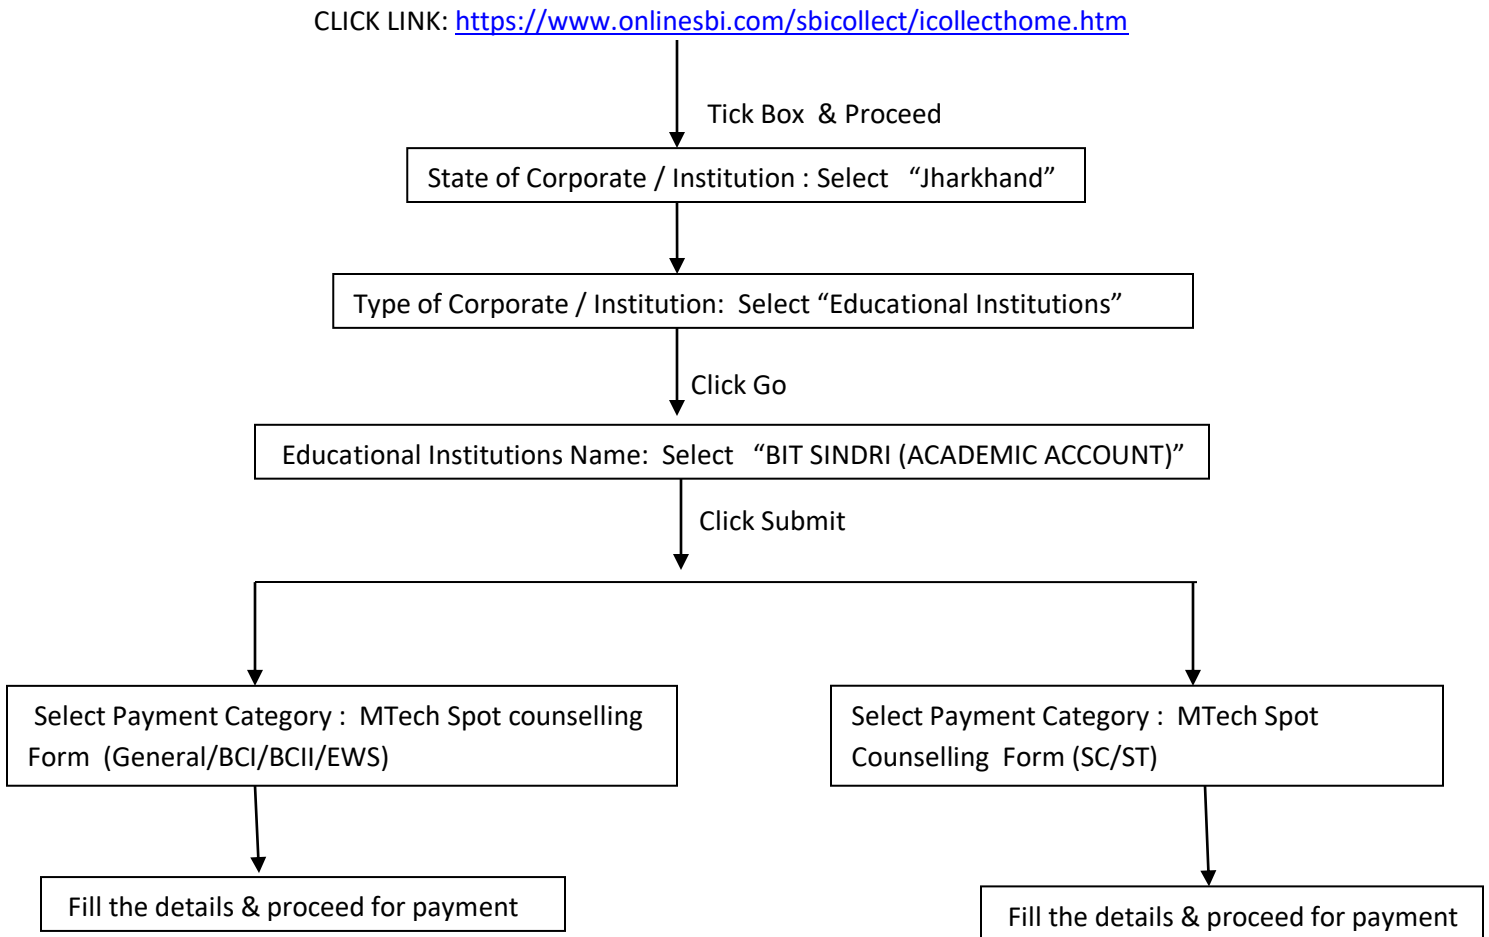 CLICK LINK: https://www.onlinesbi.com/sbicollect/icollecthome.htm
Tick Box & Proceed
State of Corporate / Institution : Select “Jharkhand”
Type of Corporate / Institution: Select “Educational Institutions”
Click Go
Educational Institutions Name: Select “BIT SINDRI (ACADEMIC ACCOUNT)”
Click Submit
Select Payment Category : MTech Spot counselling
Form (General/BCI/BCII/EWS)
Select Payment Category : MTech Spot
Counselling Form (SC/ST)
Fill the details & proceed for payment
Fill the details & proceed for payment